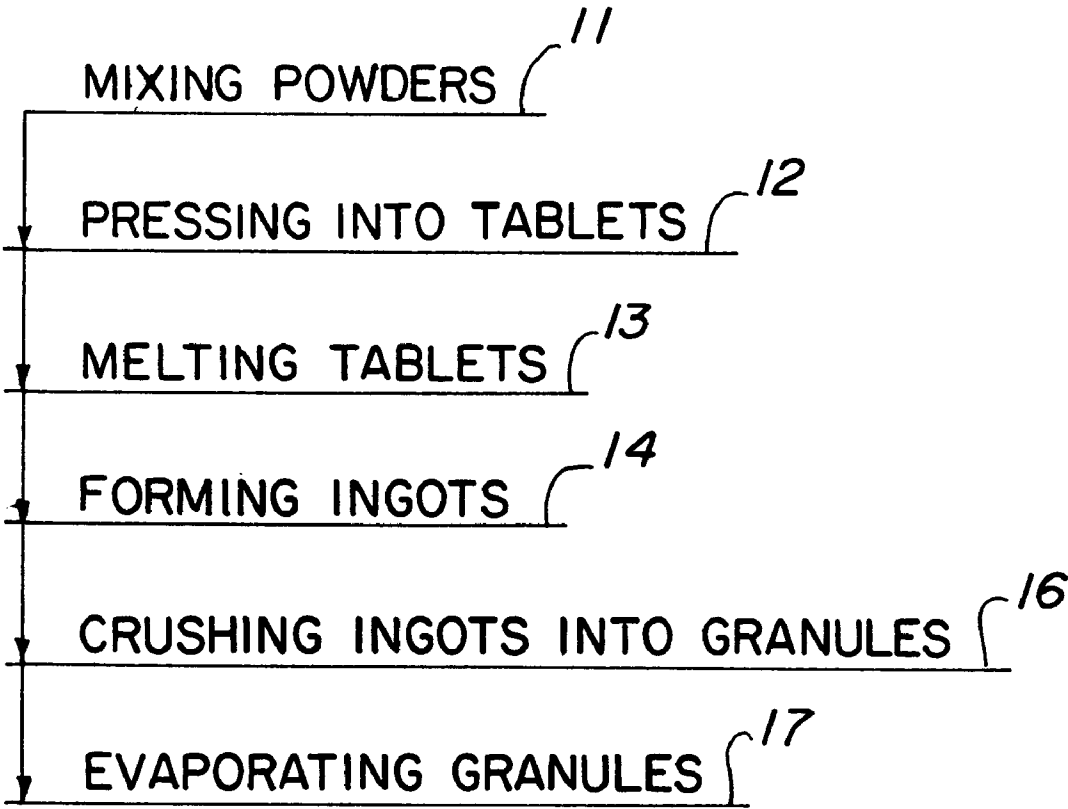 11
MIXING POWDERS
12
PRESSING INTO TABLETS
13
MELTING TABLETS
14
FORMING INGOTS
16
CRUSHING INGOTS INTO GRANULES
17
EVAPORATING GRANULES